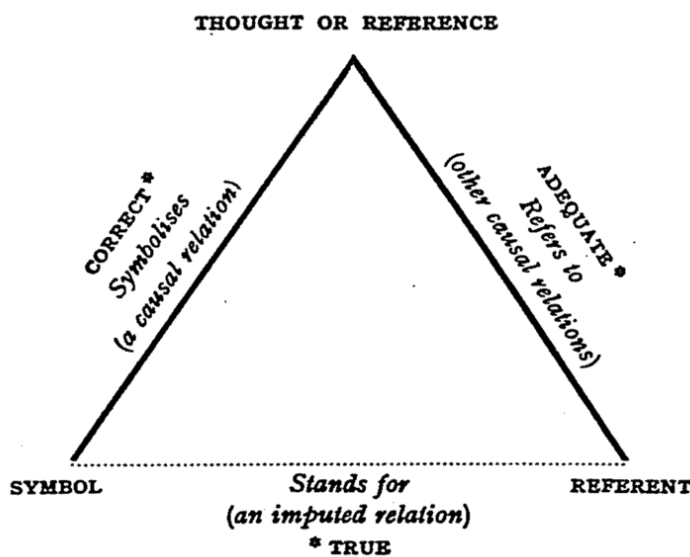 THOUGHT OR REFERENCE
CORRECT*
Symbolises
(a causal relation)
ADEQUATE*
Refers to
(other causal relations)
SYMBOL
Stands for
(an imputed relation)
* TRUE
REFERENT